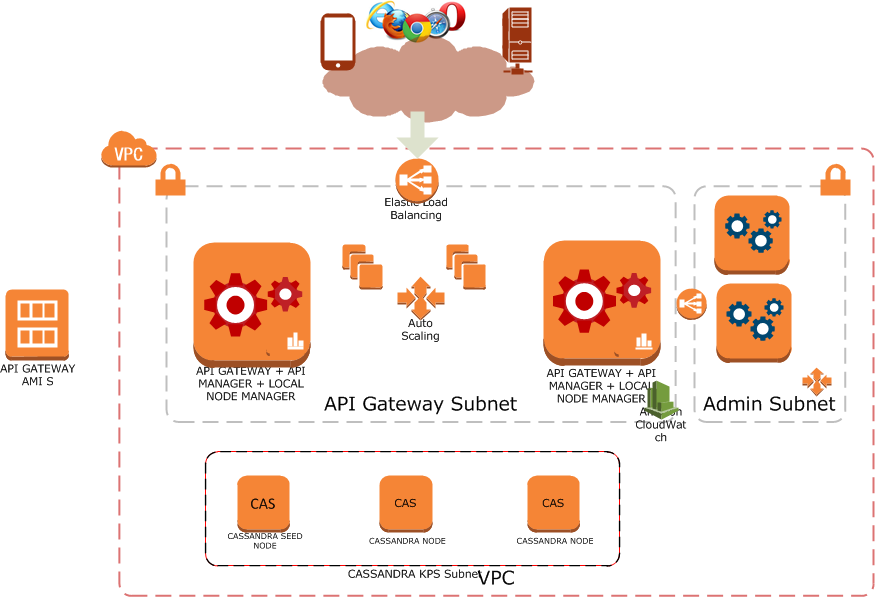 VPC
Elastic Load
Balancing
Auto
Scaling
API GATEWAY
AMI S
API GATEWAY + API
MANAGER + LOCAL
NODE MANAGER
API GATEWAY + API
MANAGER + LOCAL
NODE MANAGER
API Gateway Subnet
Amazon
CloudWat
ch
Admin Subnet
CAS
CASSANDRA SEED
NODE
CAS
CASSANDRA NODE
CAS
CASSANDRA NODE
CASSANDRA KPS Subnet
VPC